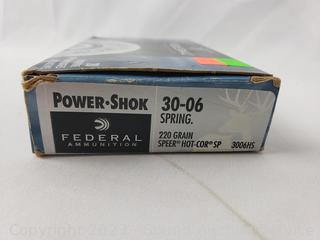 POWER•SHOK
FEDERAL
AMMUNITION
30-06
SPRING.
220 GRAIN
SPEER® HOT-COR® SP 3006HS